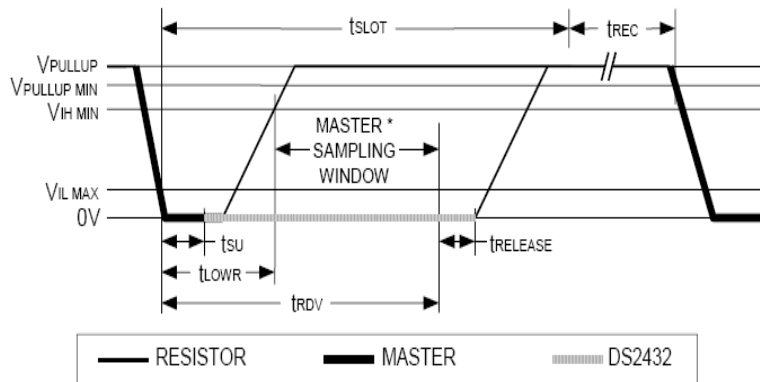 tSLOT
tREC
VPULLUP
VPULLUP MIN
VIH MIN
MASTER *
SAMPLING
WINDOW
VIL MAX
0V
tSU
tRELEASE
tLOWR
tRDV
RESISTOR MASTER DS2432